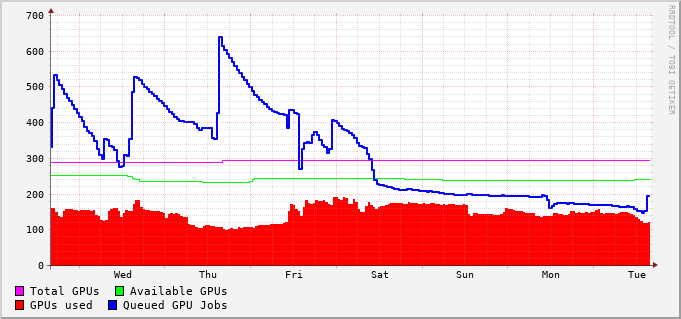 700
600
500
400
300
200
100
0
Wed Thu Fri Sat Sun Mon Tue
Total GPUs Available GPUs
GPUs used Queued GPU Jobs
RRDTOOL / TOBI OETIKER